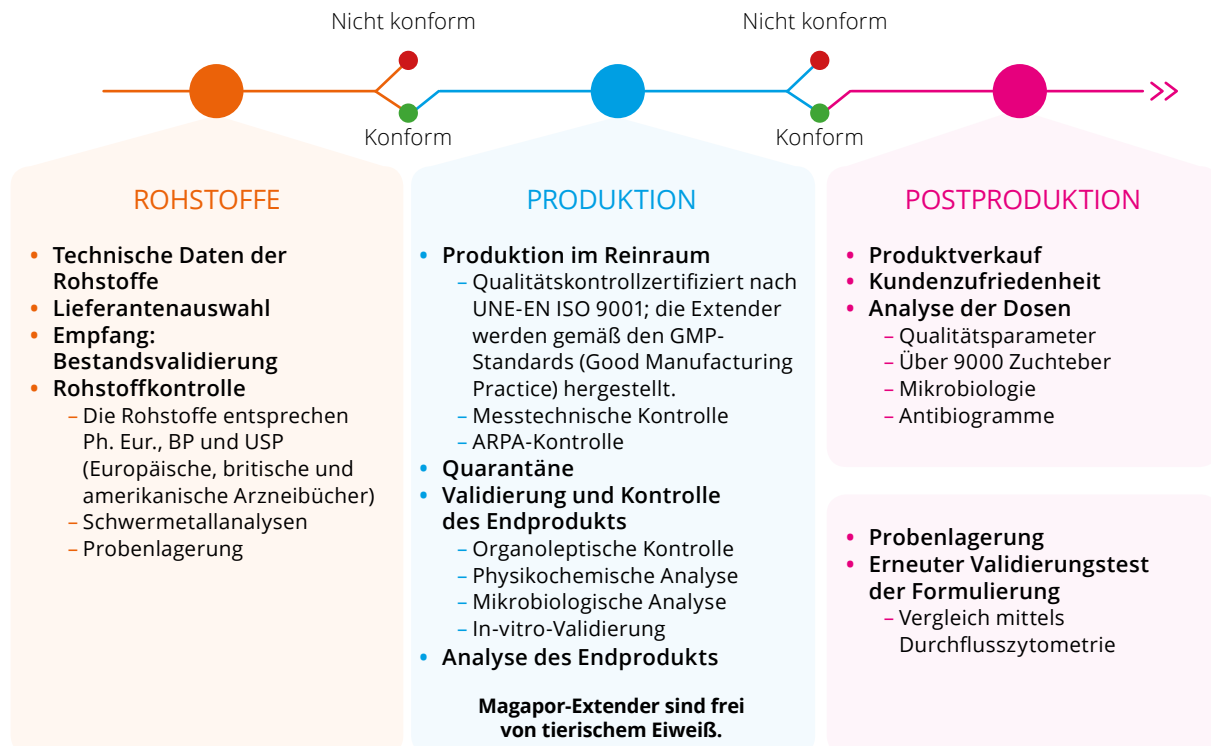 Nicht konform
Nicht konform
Konform
Konform
ROHSTOFFE
• Technische Daten der
Rohstoffe
• Lieferantenauswahl
• Empfang:
Bestandsvalidierung
• Rohstoffkontrolle
– Die Rohstoffe entsprechen
Ph. Eur., BP und USP
(Europäische, britische und
amerikanische Arzneibücher)
– Schwermetallanalysen
– Probenlagerung
PRODUKTION
• Produktion im Reinraum
– Qualitätskontrollzertifiziert nach
UNE-EN ISO 9001; die Extender
werden gemäß den GMP-
Standards (Good Manufacturing
Practice) hergestellt.
– Messtechnische Kontrolle
– ARPA-Kontrolle
• Quarantäne
• Validierung und Kontrolle
des Endprodukts
– Organoleptische Kontrolle
– Physikochemische Analyse
– Mikrobiologische Analyse
– In-vitro-Validierung
• Analyse des Endprodukts
Magapor-Extender sind frei
von tierischem Eiweiß.
POSTPRODUKTION
• Produktverkauf
• Kundenzufriedenheit
• Analyse der Dosen
– Qualitätsparameter
– Über 9000 Zuchteber
– Mikrobiologie
– Antibiogramme
• Probenlagerung
• Erneuter Validierungstest
der Formulierung
– Vergleich mittels
Durchflusszytometrie